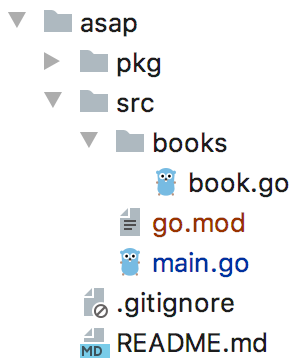 asap
pkg
src
books
book.go
go.mod
main.go
.gitignore
MD README.md